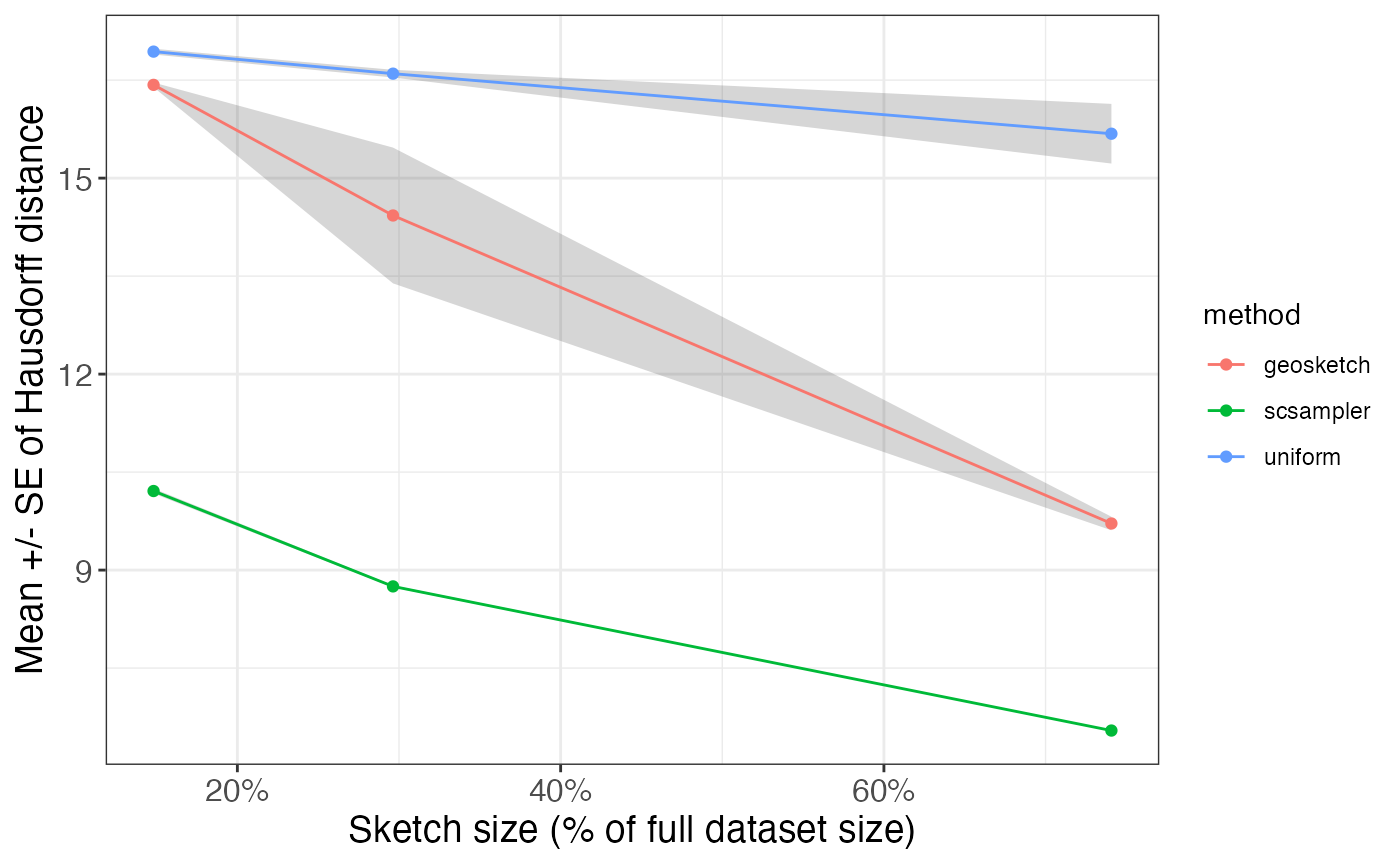 Mean +/- SE of Hausdorff distance
15
12
9
20%
40%
60%
Sketch size (% of full dataset size)
method
geosketch
scsampler
uniform